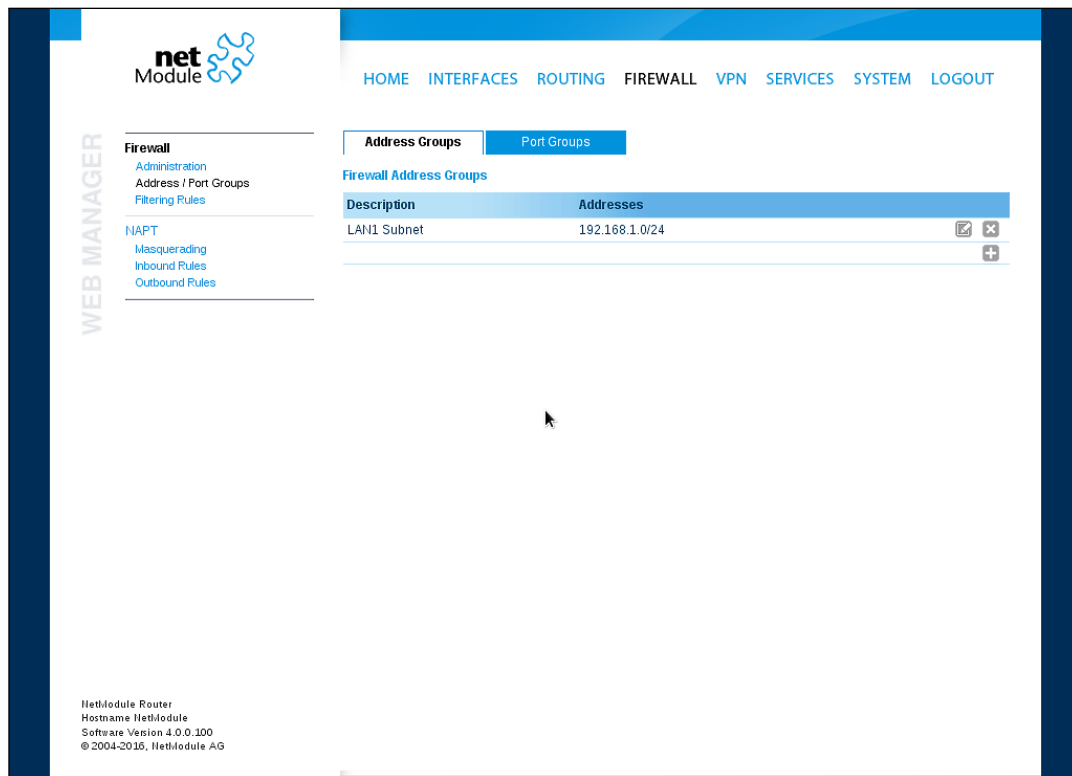 net
Module
HOME INTERFACES ROUTING FIREWALL VPN SERVICES SYSTEM LOGOUT
WEB MANAGER
Firewall
Administration
Address / Port Groups
Filtering Rules
NAPT
Masquerading
Inbound Rules
Outbound Rules
Address Groups Port Groups
Firewall Address Groups
Description Addresses
LAN1 Subnet 192.168.1.0/24
NetModule Router
Hostname NetModule
Software Version 4.0.0.100
© 2004-2016, NetModule AG